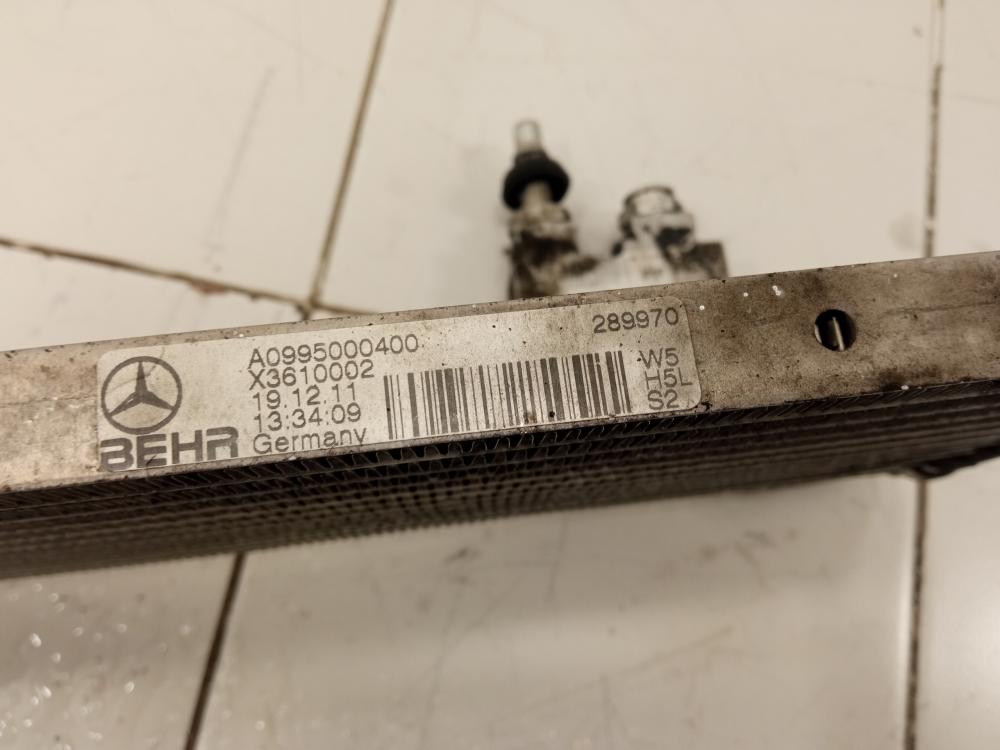 A0995000400
X3610002
19.12.11
13:34:09
Germany
BEHR
289970
W5
H5L
S2